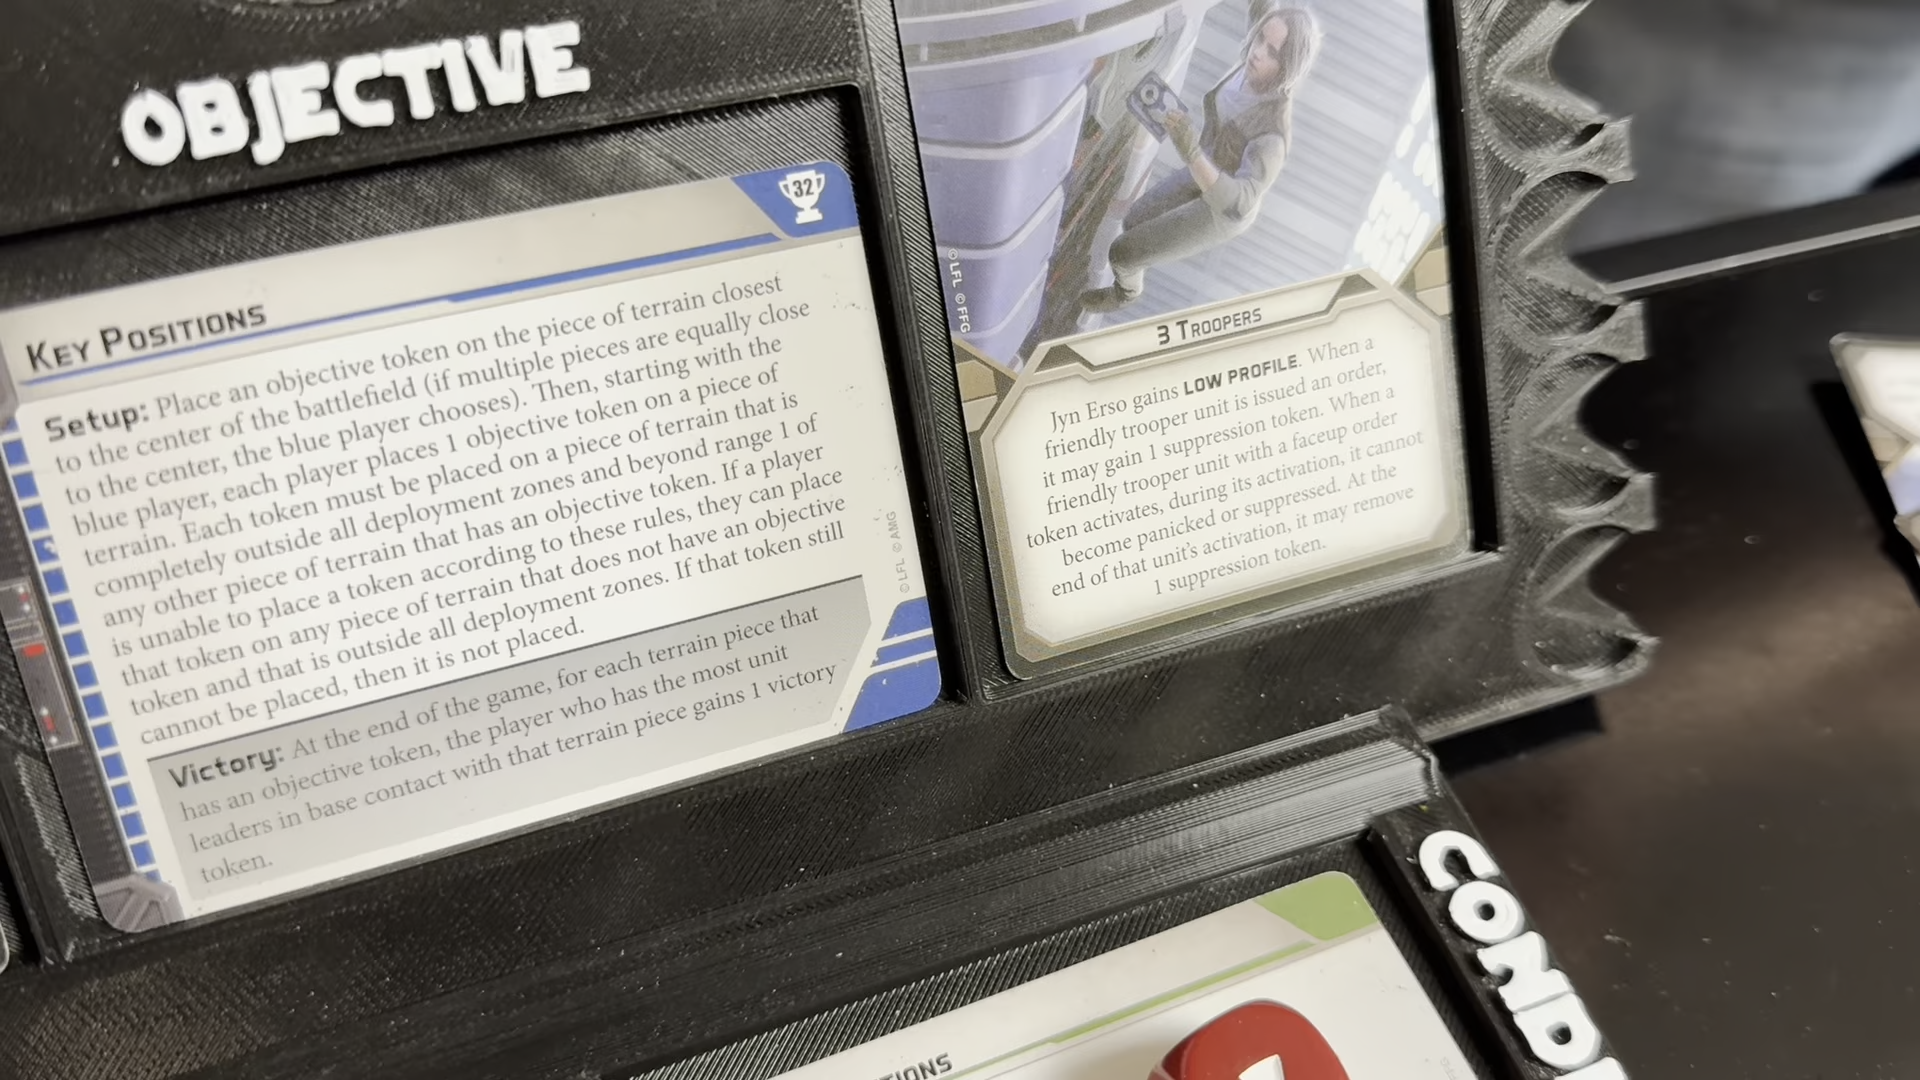 OBJECTIVE
32
KEY POSITIONS
Setup: Place an objective token on the piece of terrain closest
to the center of the battlefield (if multiple pieces are equally close
to the center, the blue player chooses). Then, starting with the
blue player, each player places 1 objective token on a piece of
terrain. Each token must be placed on a piece of terrain that is
completely outside all deployment zones and beyond range 1 of
any other piece of terrain that has an objective token. If a player
is unable to place a token according to these rules, they can place
that token on any piece of terrain that does not have an objective
token and that is outside all deployment zones. If that token still
cannot be placed, then it is not placed.
Victory: At the end of the game, for each terrain piece that
has an objective token, the player who has the most unit
leaders in base contact with that terrain piece gains 1 victory
token.
© LFL © AMG
© LFL © FFG
3 TROOPERS
Jyn Erso gains LOW PROFILE. When a
friendly trooper unit is issued an order,
it may gain 1 suppression token. When a
friendly trooper unit with a faceup order
token activates, during its activation, it cannot
become panicked or suppressed. At the
end of that unit's activation, it may remove
1 suppression token.
COND
TIONS